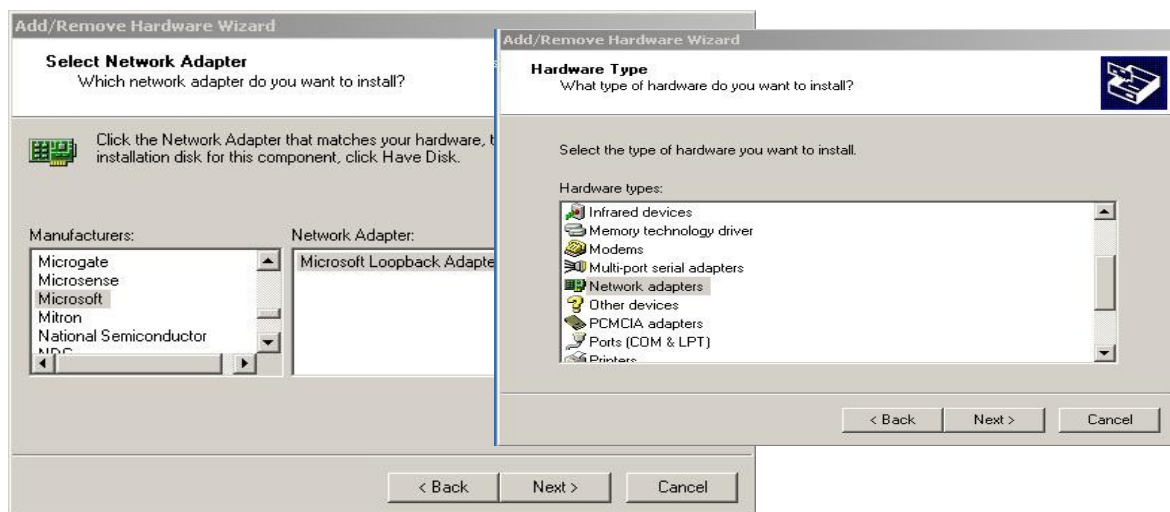 Add/Remove Hardware Wizard
Select Network Adapter
Which network adapter do you want to install?
Click the Network Adapter that matches your hardware, t
installation disk for this component, click Have Disk.
Manufacturers:
Microgate
Microsense
Microsoft
Mitron
National Semiconductor
Network Adapter:
Microsoft Loopback Adapte
< Back
Next >
Cancel
Add/Remove Hardware Wizard
Hardware Type
What type of hardware do you want to install?
Select the type of hardware you want to install.
Hardware types:
Infrared devices
Memory technology driver
Modems
Multi-port serial adapters
Network adapters
Other devices
PCMCIA adapters
Ports (COM & LPT)
Printers
< Back
Next >
Cancel